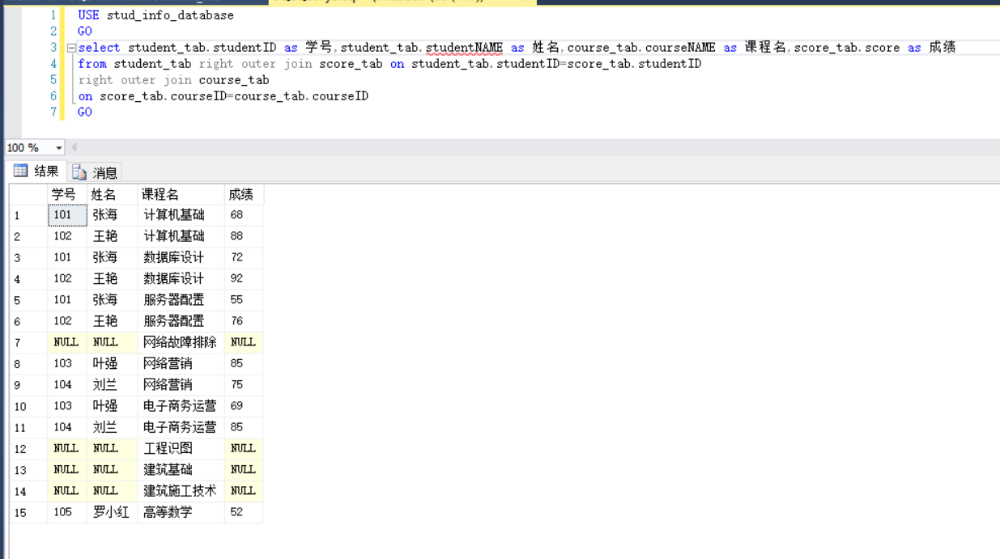 1 USE stud_info_database
2 GO
3 select student_tab.studentID as 学号,student_tab.studentNAME as 姓名,course_tab.courseNAME as 课程名,score_tab.score as 成绩
4 from student_tab right outer join score_tab on student_tab.studentID=score_tab.studentID
5 right outer join course_tab
6 on score_tab.courseID=course_tab.courseID
7 GO
100 %
结果 消息
学号 姓名 课程名 成绩
1 101 张海 计算机基础 68
2 102 王艳 计算机基础 88
3 101 张海 数据库设计 72
4 102 王艳 数据库设计 92
5 101 张海 服务器配置 55
6 102 王艳 服务器配置 76
7 NULL NULL 网络故障排除 NULL
8 103 叶强 网络营销 85
9 104 刘兰 网络营销 75
10 103 叶强 电子商务运营 69
11 104 刘兰 电子商务运营 85
12 NULL NULL 工程识图 NULL
13 NULL NULL 建筑基础 NULL
14 NULL NULL 建筑施工技术 NULL
15 105 罗小红 高等数学 52